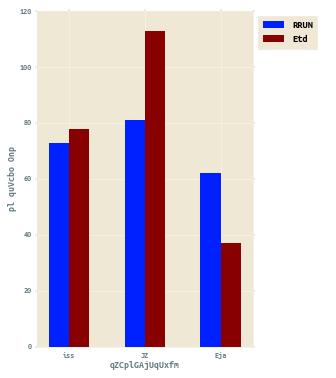 RRUN
Etd
120
100
80
60
40
20
0
pl quVcbo Onp
iss
JZ
Eja
qZCplGAjUqUxfm